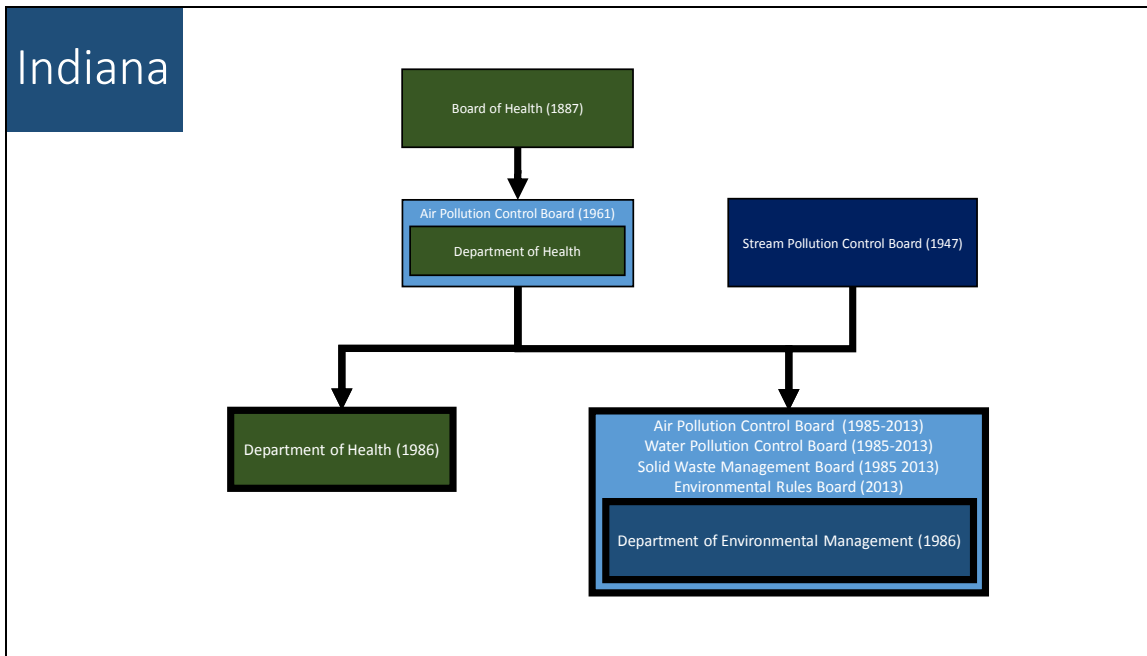 Indiana
Board of Health (1887)
Air Pollution Control Board (1961)
Department of Health
Stream Pollution Control Board (1947)
Department of Health (1986)
Air Pollution Control Board (1985-2013)
Water Pollution Control Board (1985-2013)
Solid Waste Management Board (1985 2013)
Environmental Rules Board (2013)
Department of Environmental Management (1986)